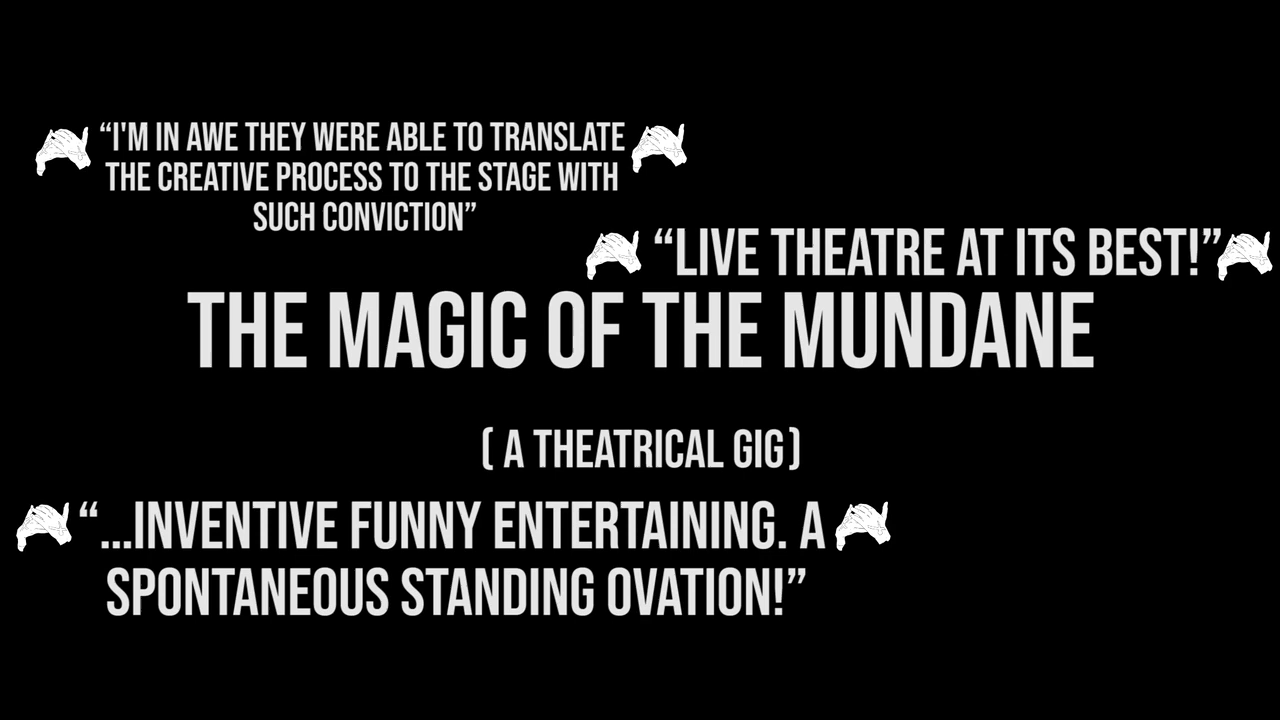 “I'M IN AWE THEY WERE ABLE TO TRANSLATE
THE CREATIVE PROCESS TO THE STAGE WITH
SUCH CONVICTION”
“LIVE THEATRE AT ITS BEST!”
THE MAGIC OF THE MUNDANE
( A THEATRICAL GIG)
“...INVENTIVE FUNNY ENTERTAINING. A
SPONTANEOUS STANDING OVATION!”